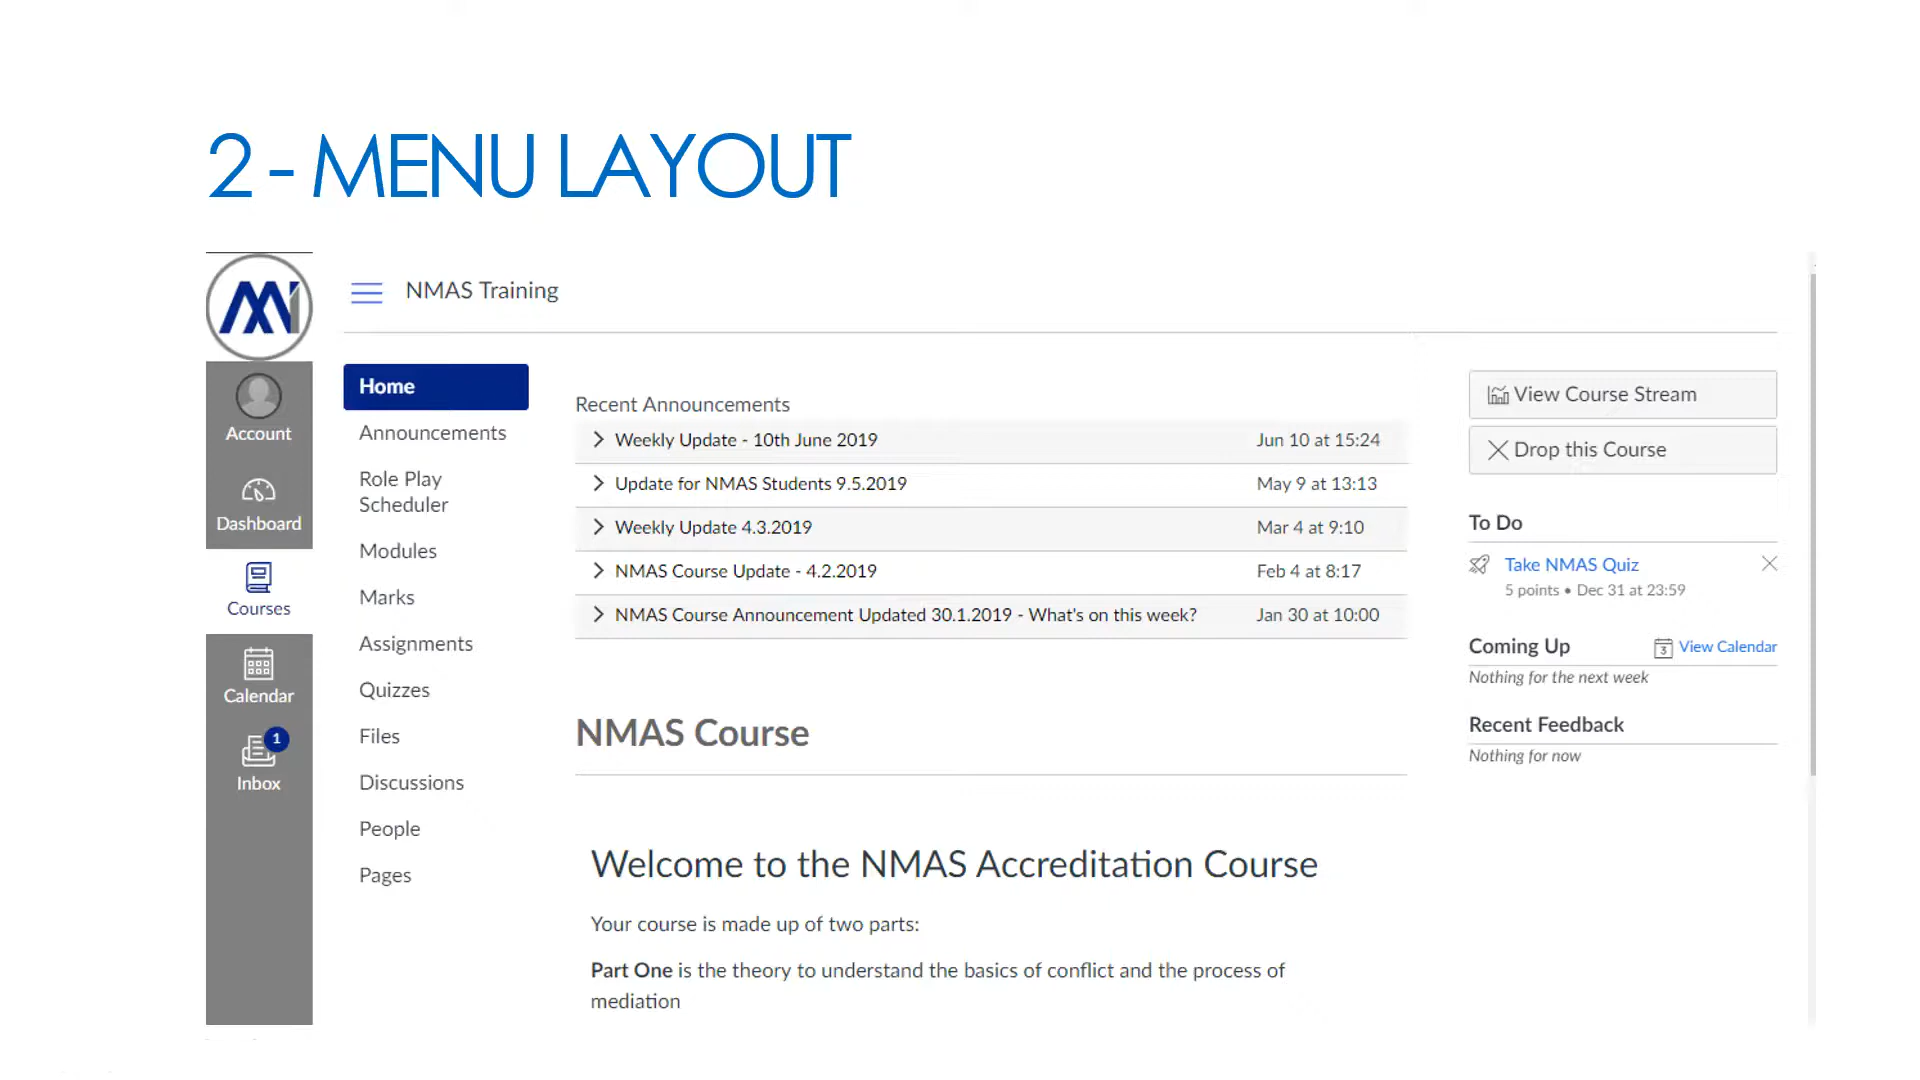 2 - MENU LAYOUT
NMAS Training
Account
Dashboard
Courses
Calendar
1
Inbox
Home
Announcements
Role Play
Scheduler
Modules
Marks
Assignments
Quizzes
Files
Discussions
People
Pages
Recent Announcements
Weekly Update - 10th June 2019 Jun 10 at 15:24
Update for NMAS Students 9.5.2019 May 9 at 13:13
Weekly Update 4.3.2019 Mar 4 at 9:10
NMAS Course Update - 4.2.2019 Feb 4 at 8:17
NMAS Course Announcement Updated 30.1.2019 - What's on this week? Jan 30 at 10:00
NMAS Course
Welcome to the NMAS Accreditation Course
Your course is made up of two parts:
Part One is the theory to understand the basics of conflict and the process of
mediation
View Course Stream
Drop this Course
To Do
Take NMAS Quiz
5 points • Dec 31 at 23:59
Coming Up 3 View Calendar
Nothing for the next week
Recent Feedback
Nothing for now